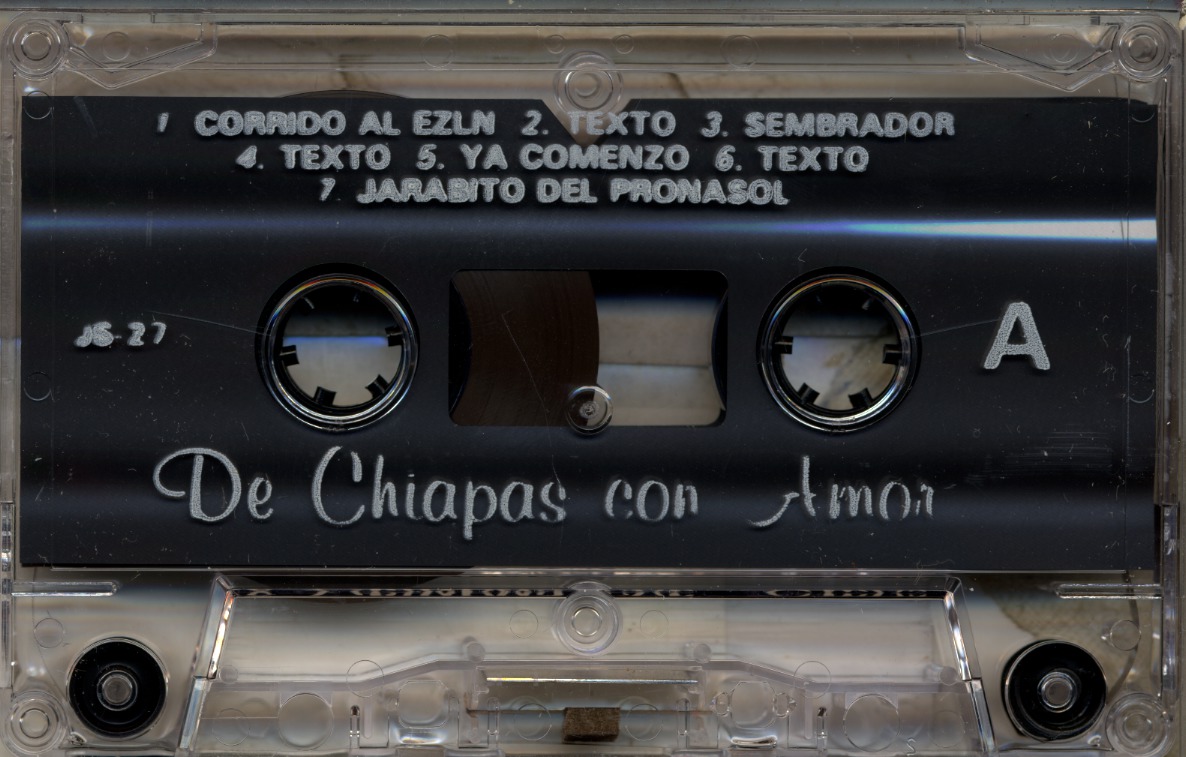 1 CORRIDO AL EZLN 2. TEXTO 3. SEMBRADOR
4. TEXTO 5. YA COMENZO 6. TEXTO
7. JARABITO DEL PRONASOL
JS-27
A
De Chiapas con Amor